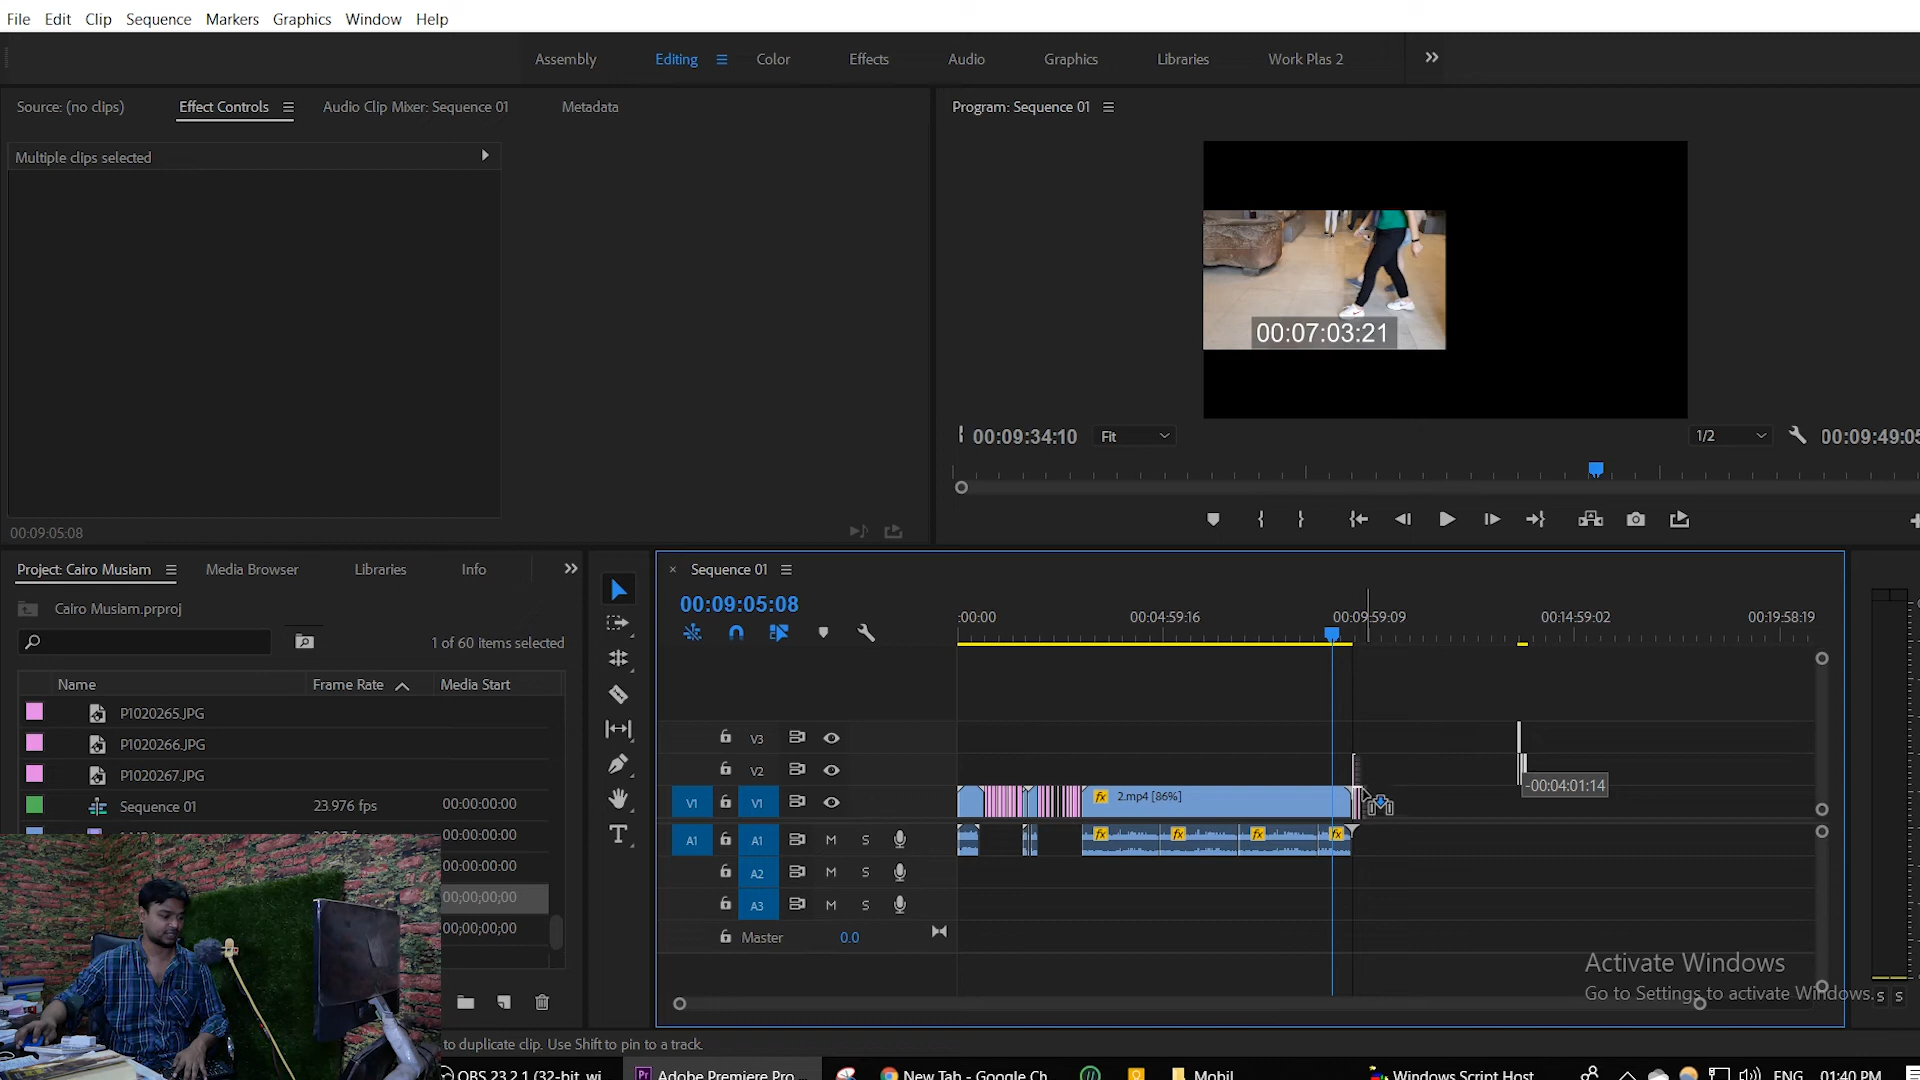 File Edit Clip Sequence Markers Graphics Window Help
Assembly Editing Color Effects Audio Graphics Libraries Work Plas 2
Source: (no clips) Effect Controls Audio Clip Mixer: Sequence 01 Metadata
Program: Sequence 01
Multiple clips selected
00:07:03:21
00:09:34:10 Fit 1/2 00:09:49:05
00:09:05:08
Project: Cairo Musiam Media Browser Libraries Info
Cairo Musiam.prproj
1 of 60 items selected
Name Frame Rate Media Start
P1020265.JPG
P1020266.JPG
P1020267.JPG
Sequence 01 23.976 fps 00:00:00:00
00:00:00:00
00:00:00:00
00;00;00;00
00;00;00;00
Sequence 01
00:09:05:08
:00:00 00:04:59:16 00:09:59:09 00:14:59:02 00:19:58:19
V3
V2
-00:04:01:14
V1 V1 2.mp4 [86%]
A1 A1 M S
A2 M S
A3 M S
Master 0.0
Activate Windows
Go to Settings to activate Windows.
S S
to duplicate clip. Use Shift to pin to a track.
OBS 23.2.1 (32-bit, wi... Adobe Premiere Pro... New Tab - Google Ch... Mobil Windows Script Host ENG 01:40 PM